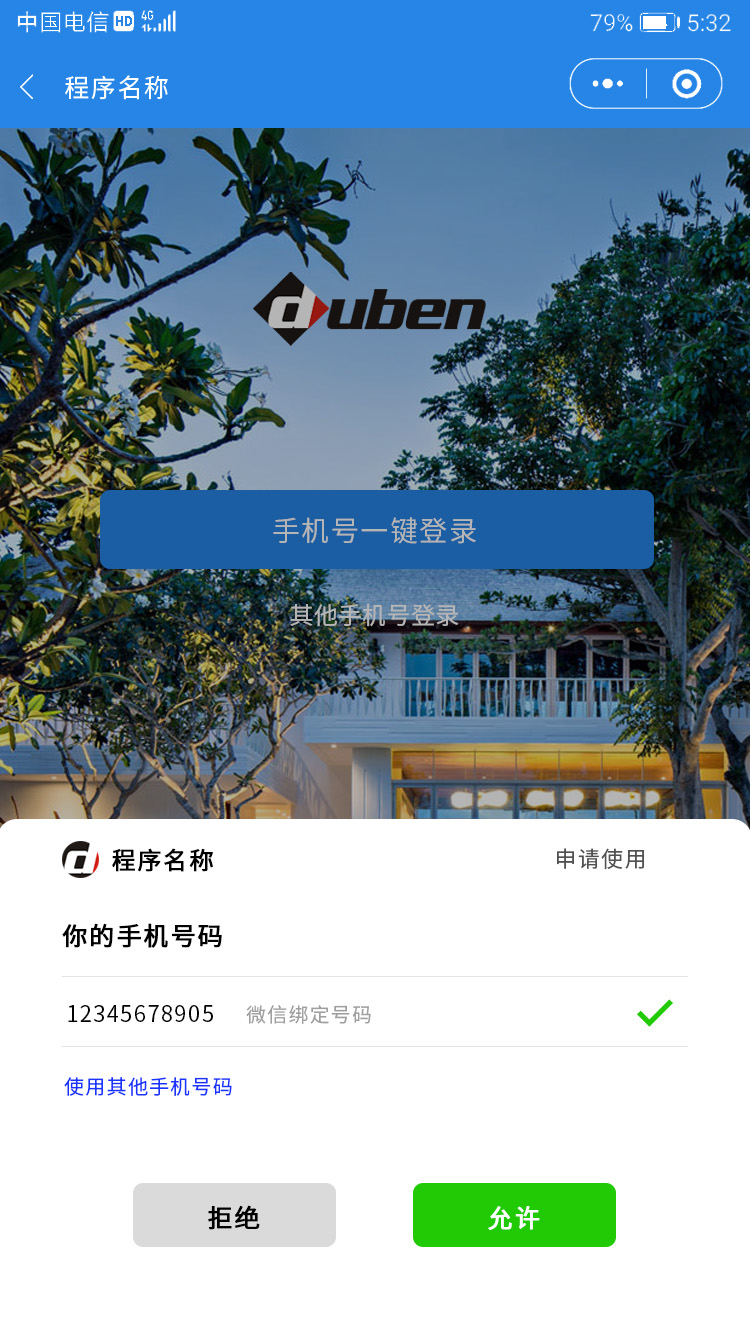 中国电信 HD 4G 79% 5:32
程序名称
duben
手机号一键登录
其他手机号登录
程序名称 申请使用
你的手机号码
12345678905 微信绑定号码
使用其他手机号码
拒绝 允许